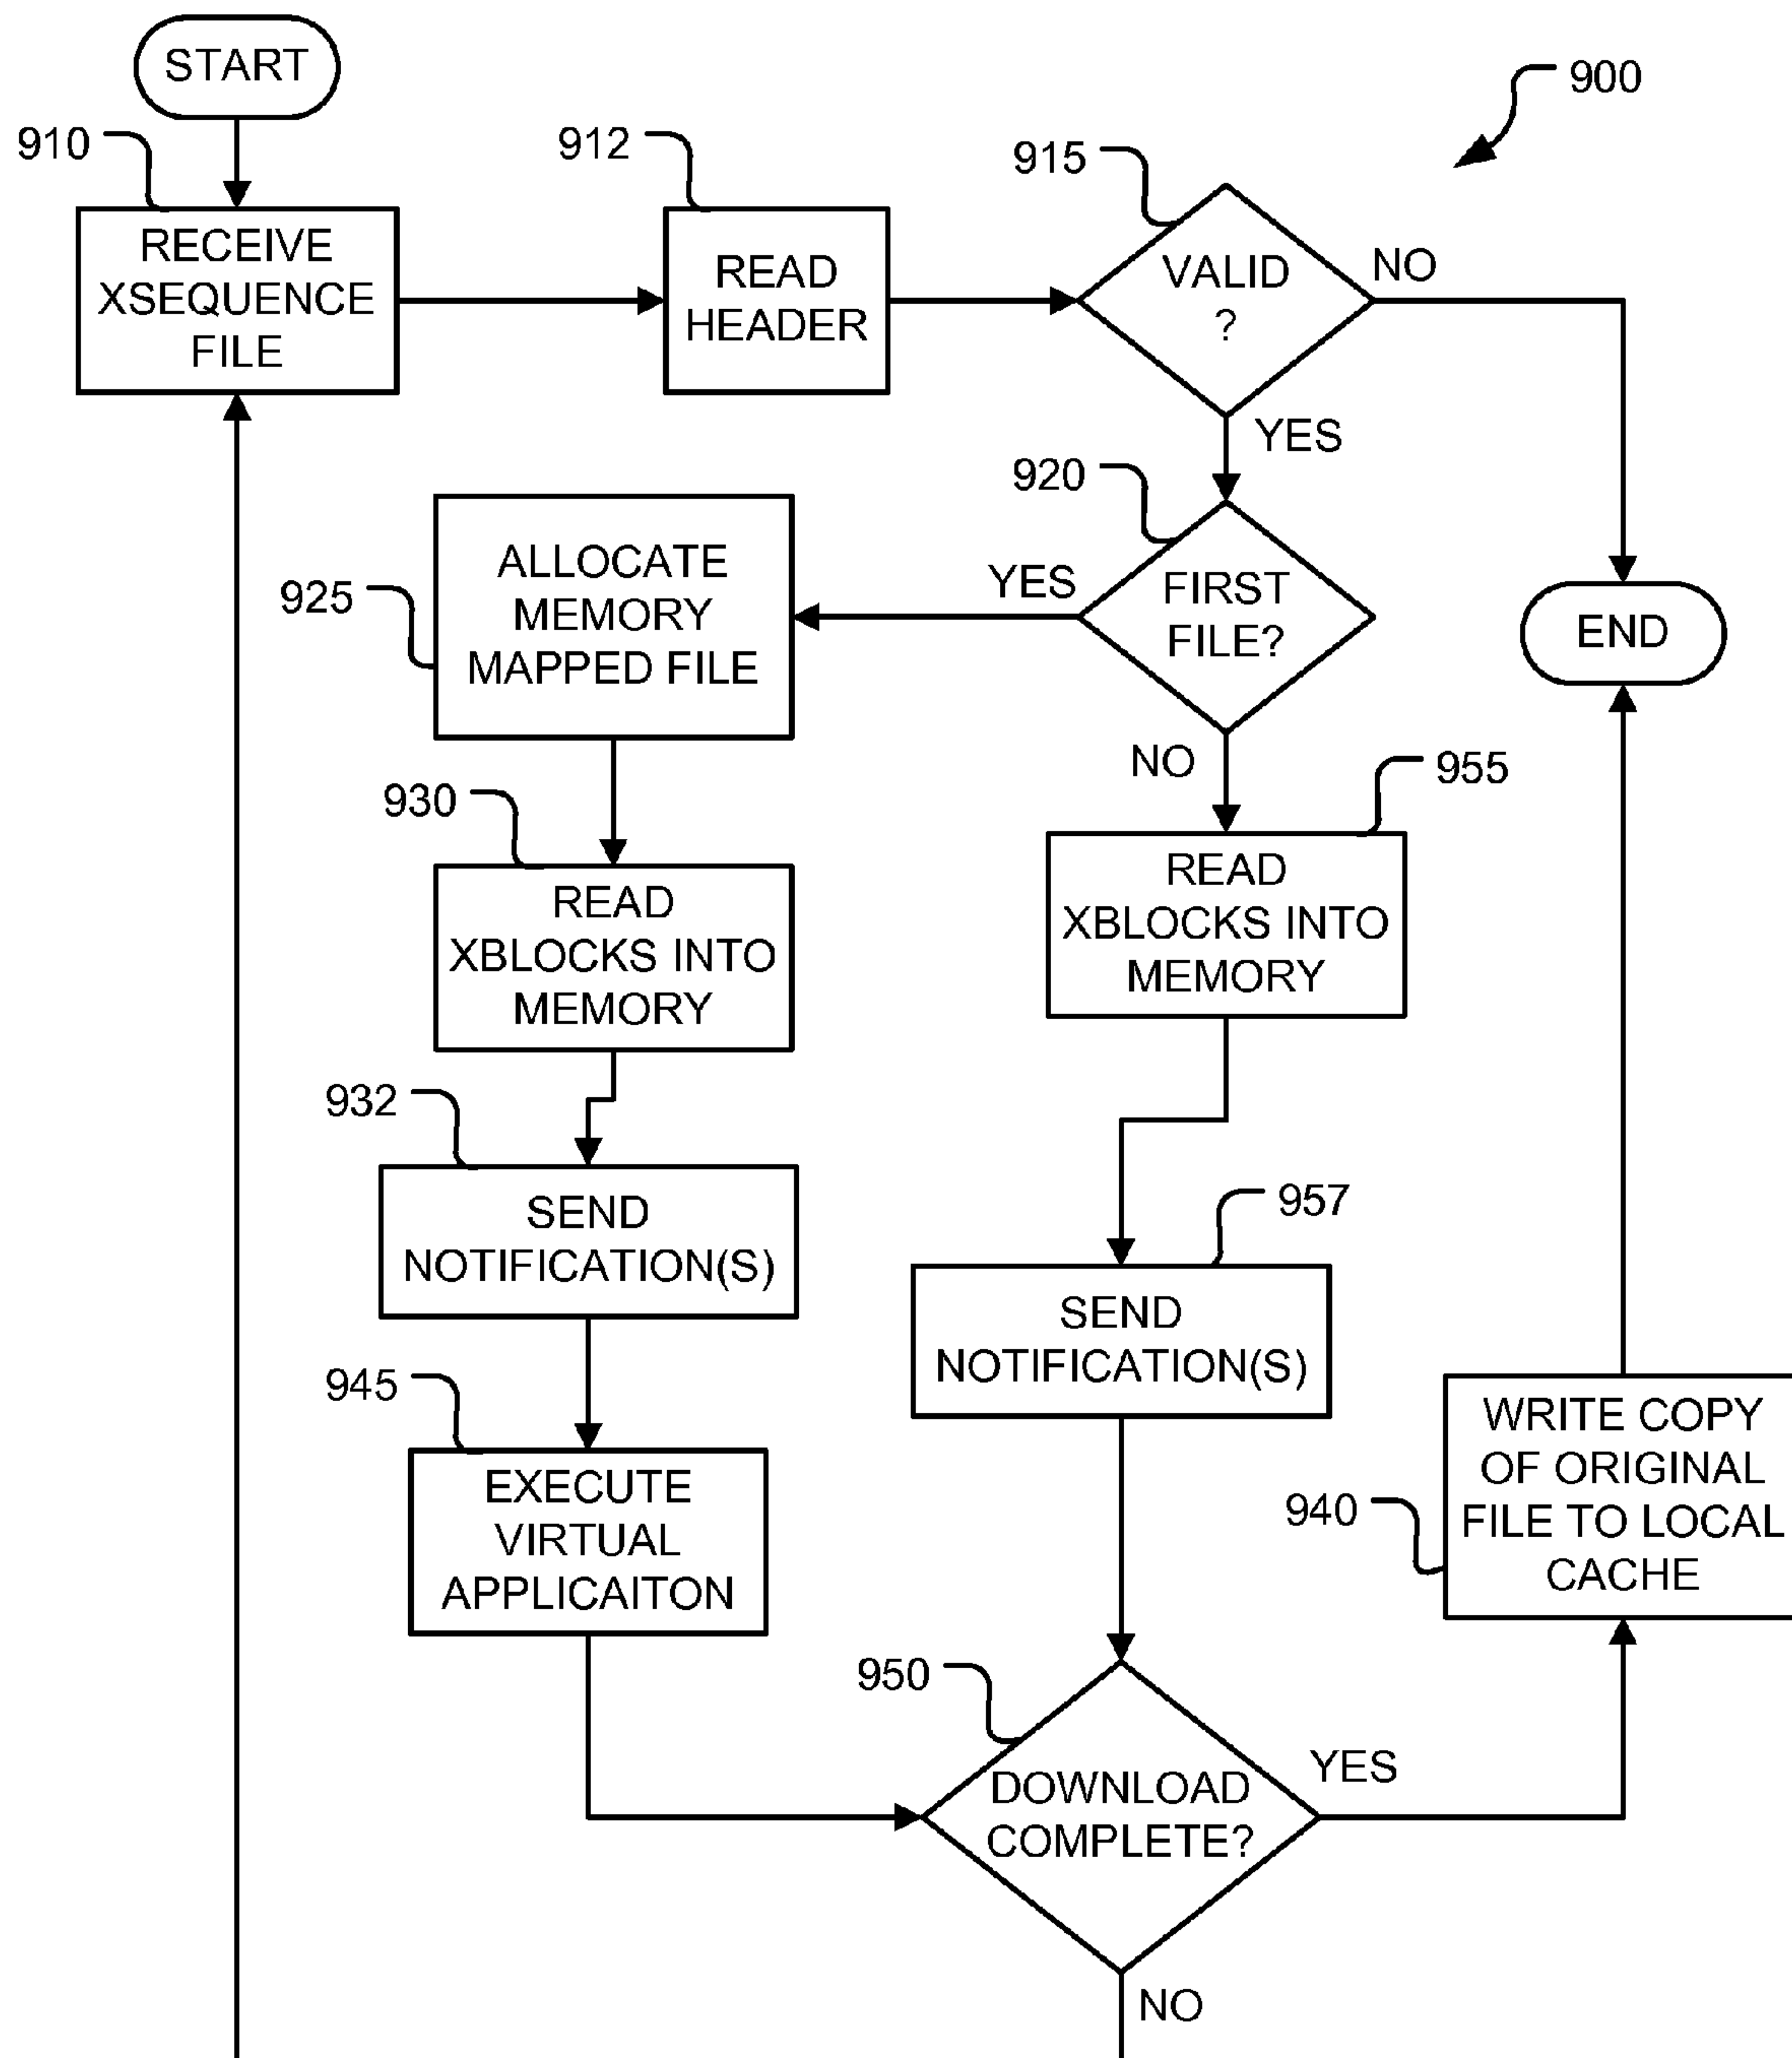 START
900
910
912
915
RECEIVE
XSEQUENCE
FILE
READ
HEADER
VALID
?
NO
YES
920
925
ALLOCATE
MEMORY
MAPPED FILE
YES
FIRST
FILE?
END
NO
930
955
READ
XBLOCKS INTO
MEMORY
READ
XBLOCKS INTO
MEMORY
932
957
SEND
NOTIFICATION(S)
SEND
NOTIFICATION(S)
945
EXECUTE
VIRTUAL
APPLICAITON
940
WRITE COPY
OF ORIGINAL
FILE TO LOCAL
CACHE
950
DOWNLOAD
COMPLETE?
YES
NO